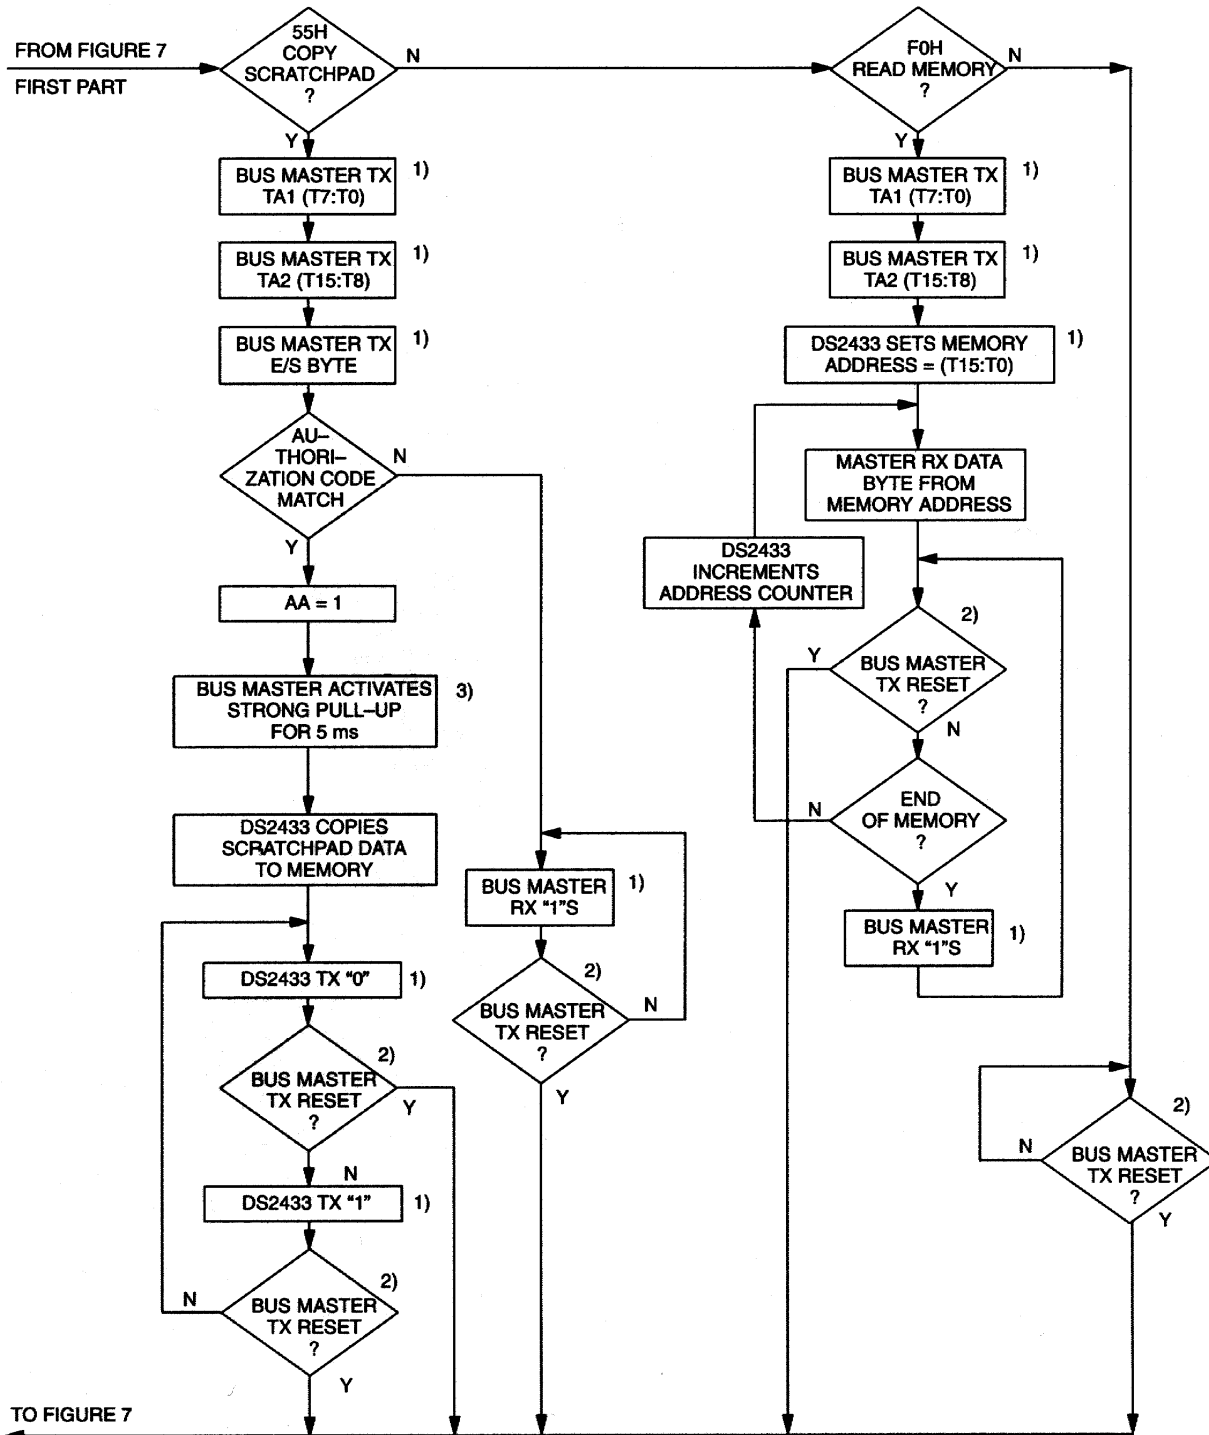 FROM FIGURE 7
FIRST PART
55H
COPY
SCRATCHPAD
?
N
Y
BUS MASTER TX
TA1 (T7:T0)
1)
BUS MASTER TX
TA2 (T15:T8)
1)
BUS MASTER TX
E/S BYTE
1)
AU–
THORI–
ZATION CODE
MATCH
N
Y
AA = 1
BUS MASTER ACTIVATES
STRONG PULL–UP
FOR 5 ms
3)
DS2433 COPIES
SCRATCHPAD DATA
TO MEMORY
DS2433 TX “0”
1)
BUS MASTER
TX RESET
?
2)
Y
N
DS2433 TX “1”
1)
BUS MASTER
TX RESET
?
2)
N
Y
BUS MASTER
RX “1”S
1)
BUS MASTER
TX RESET
?
2)
N
Y
F0H
READ MEMORY
?
N
Y
BUS MASTER TX
TA1 (T7:T0)
1)
BUS MASTER TX
TA2 (T15:T8)
1)
DS2433 SETS MEMORY
ADDRESS = (T15:T0)
1)
MASTER RX DATA
BYTE FROM
MEMORY ADDRESS
DS2433
INCREMENTS
ADDRESS COUNTER
BUS MASTER
TX RESET
?
2)
Y
N
END
OF MEMORY
?
N
Y
BUS MASTER
RX “1”S
1)
BUS MASTER
TX RESET
?
2)
N
Y
TO FIGURE 7